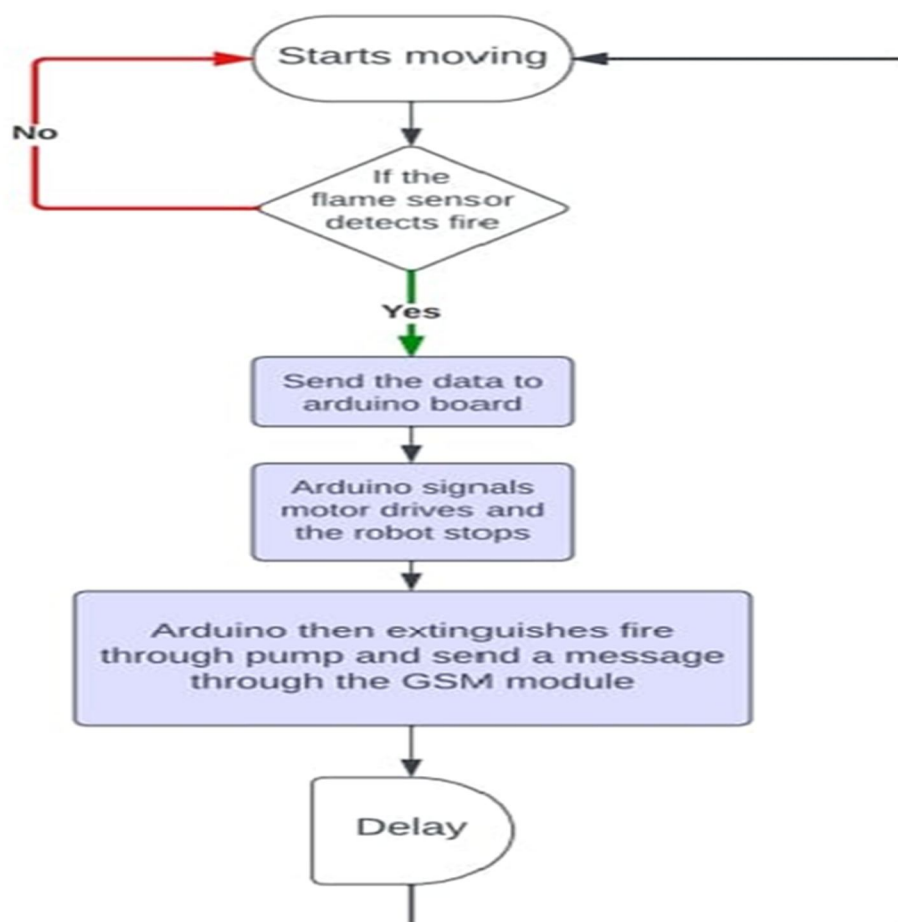 Starts moving
No
If the
flame sensor
detects fire
Yes
Send the data to
arduino board
Arduino signals
motor drives and
the robot stops
Arduino then extinguishes fire
through pump and send a message
through the GSM module
Delay